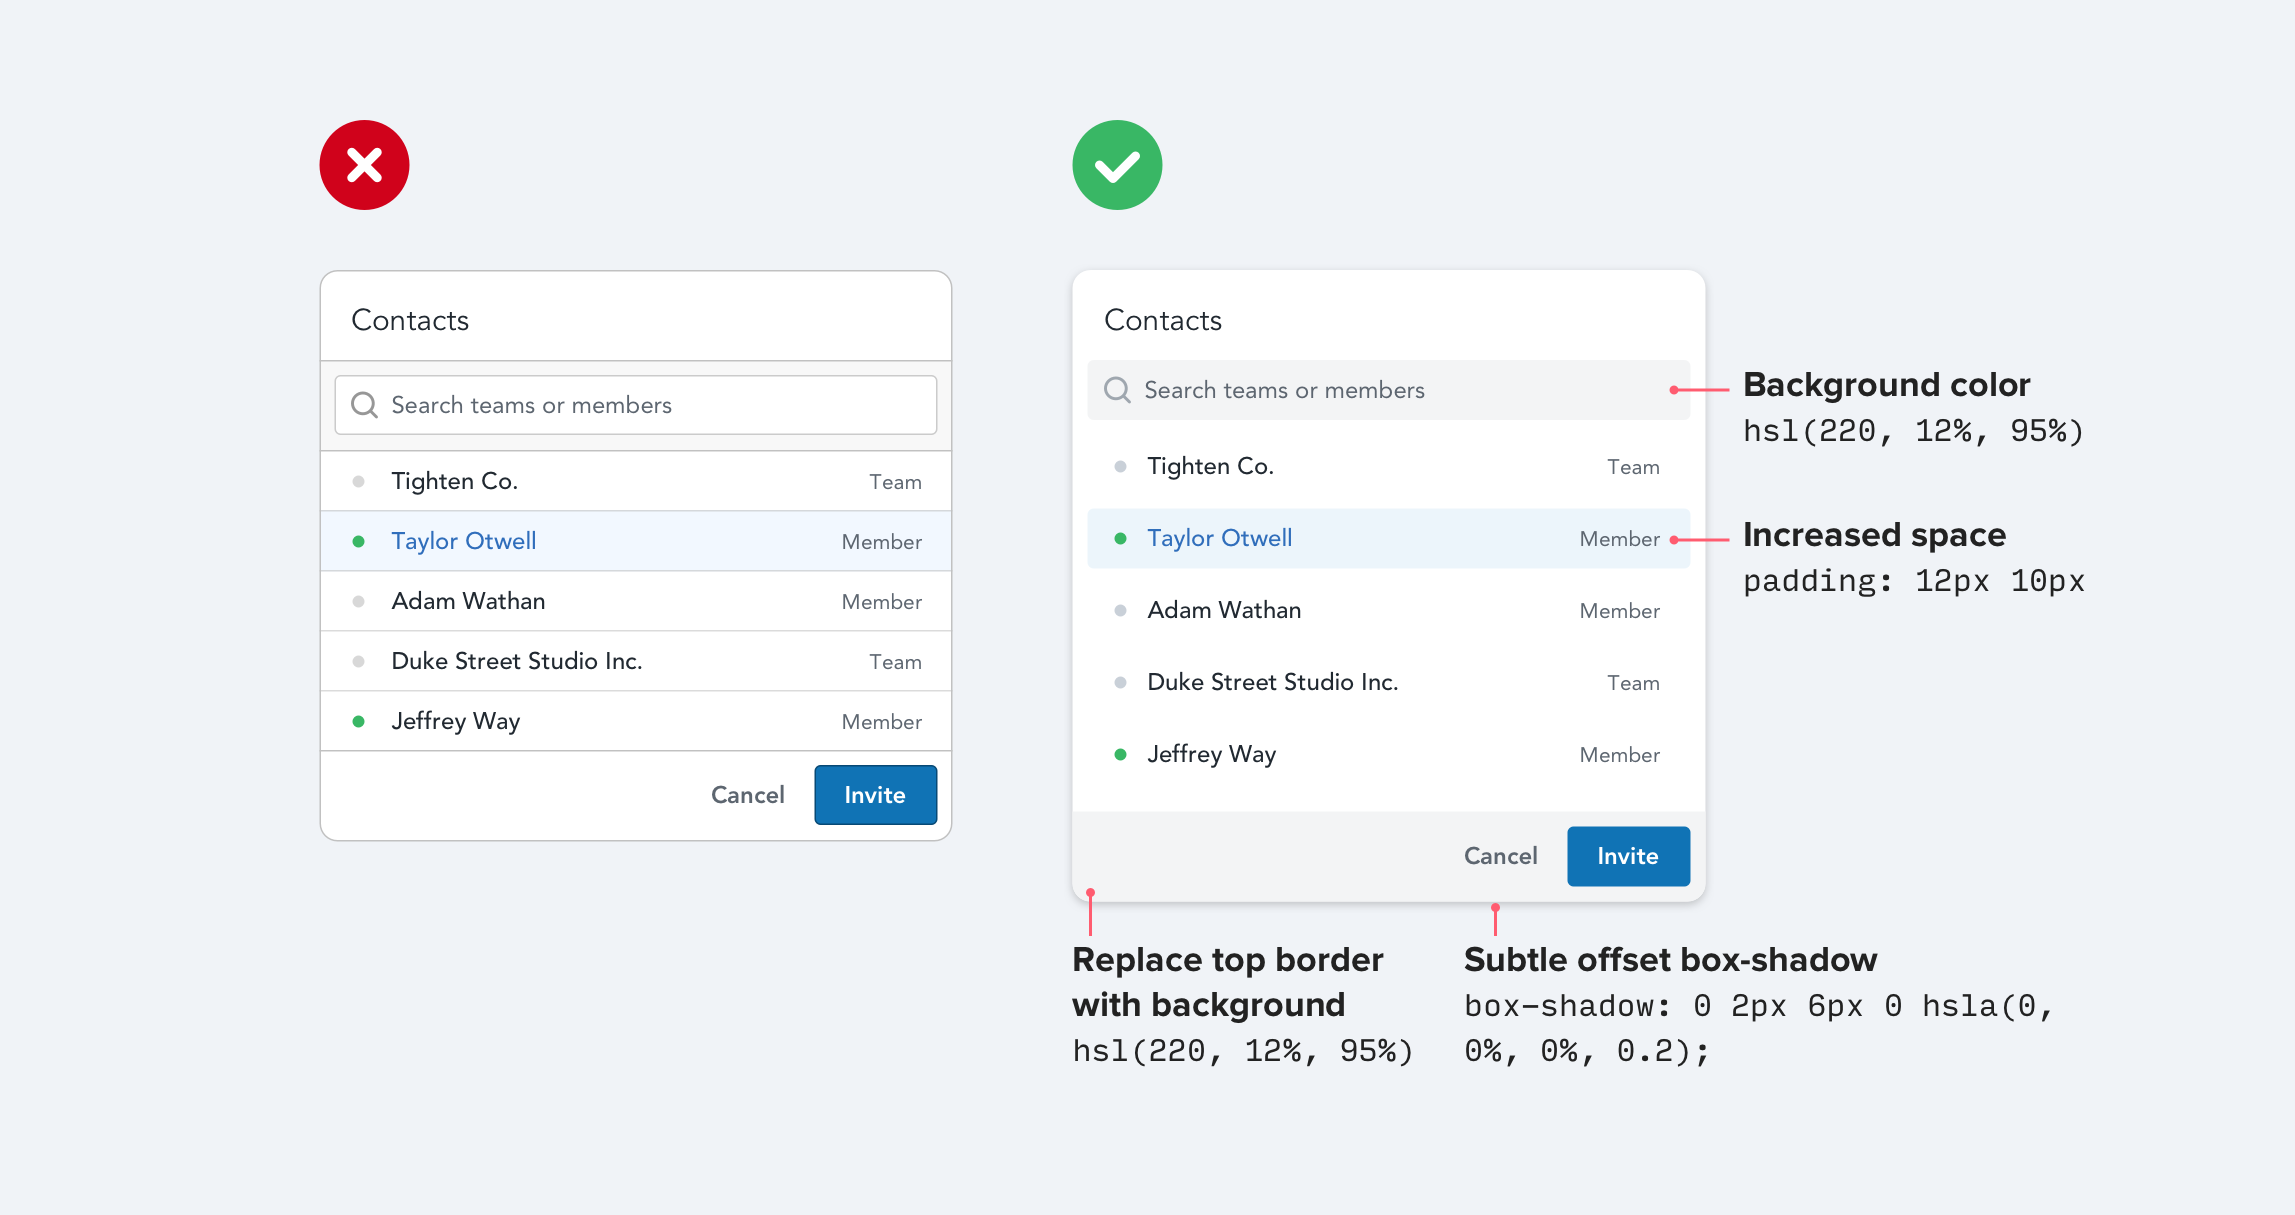 Contacts
Search teams or members
Tighten Co. Team
Taylor Otwell Member
Adam Wathan Member
Duke Street Studio Inc. Team
Jeffrey Way Member
Cancel Invite
Contacts
Search teams or members
Tighten Co. Team
Taylor Otwell Member
Adam Wathan Member
Duke Street Studio Inc. Team
Jeffrey Way Member
Cancel Invite
Background color
hsl(220, 12%, 95%)
Increased space
padding: 12px 10px
Replace top border
with background
hsl(220, 12%, 95%)
Subtle offset box-shadow
box-shadow: 0 2px 6px 0 hsla(0,
0%, 0%, 0.2);